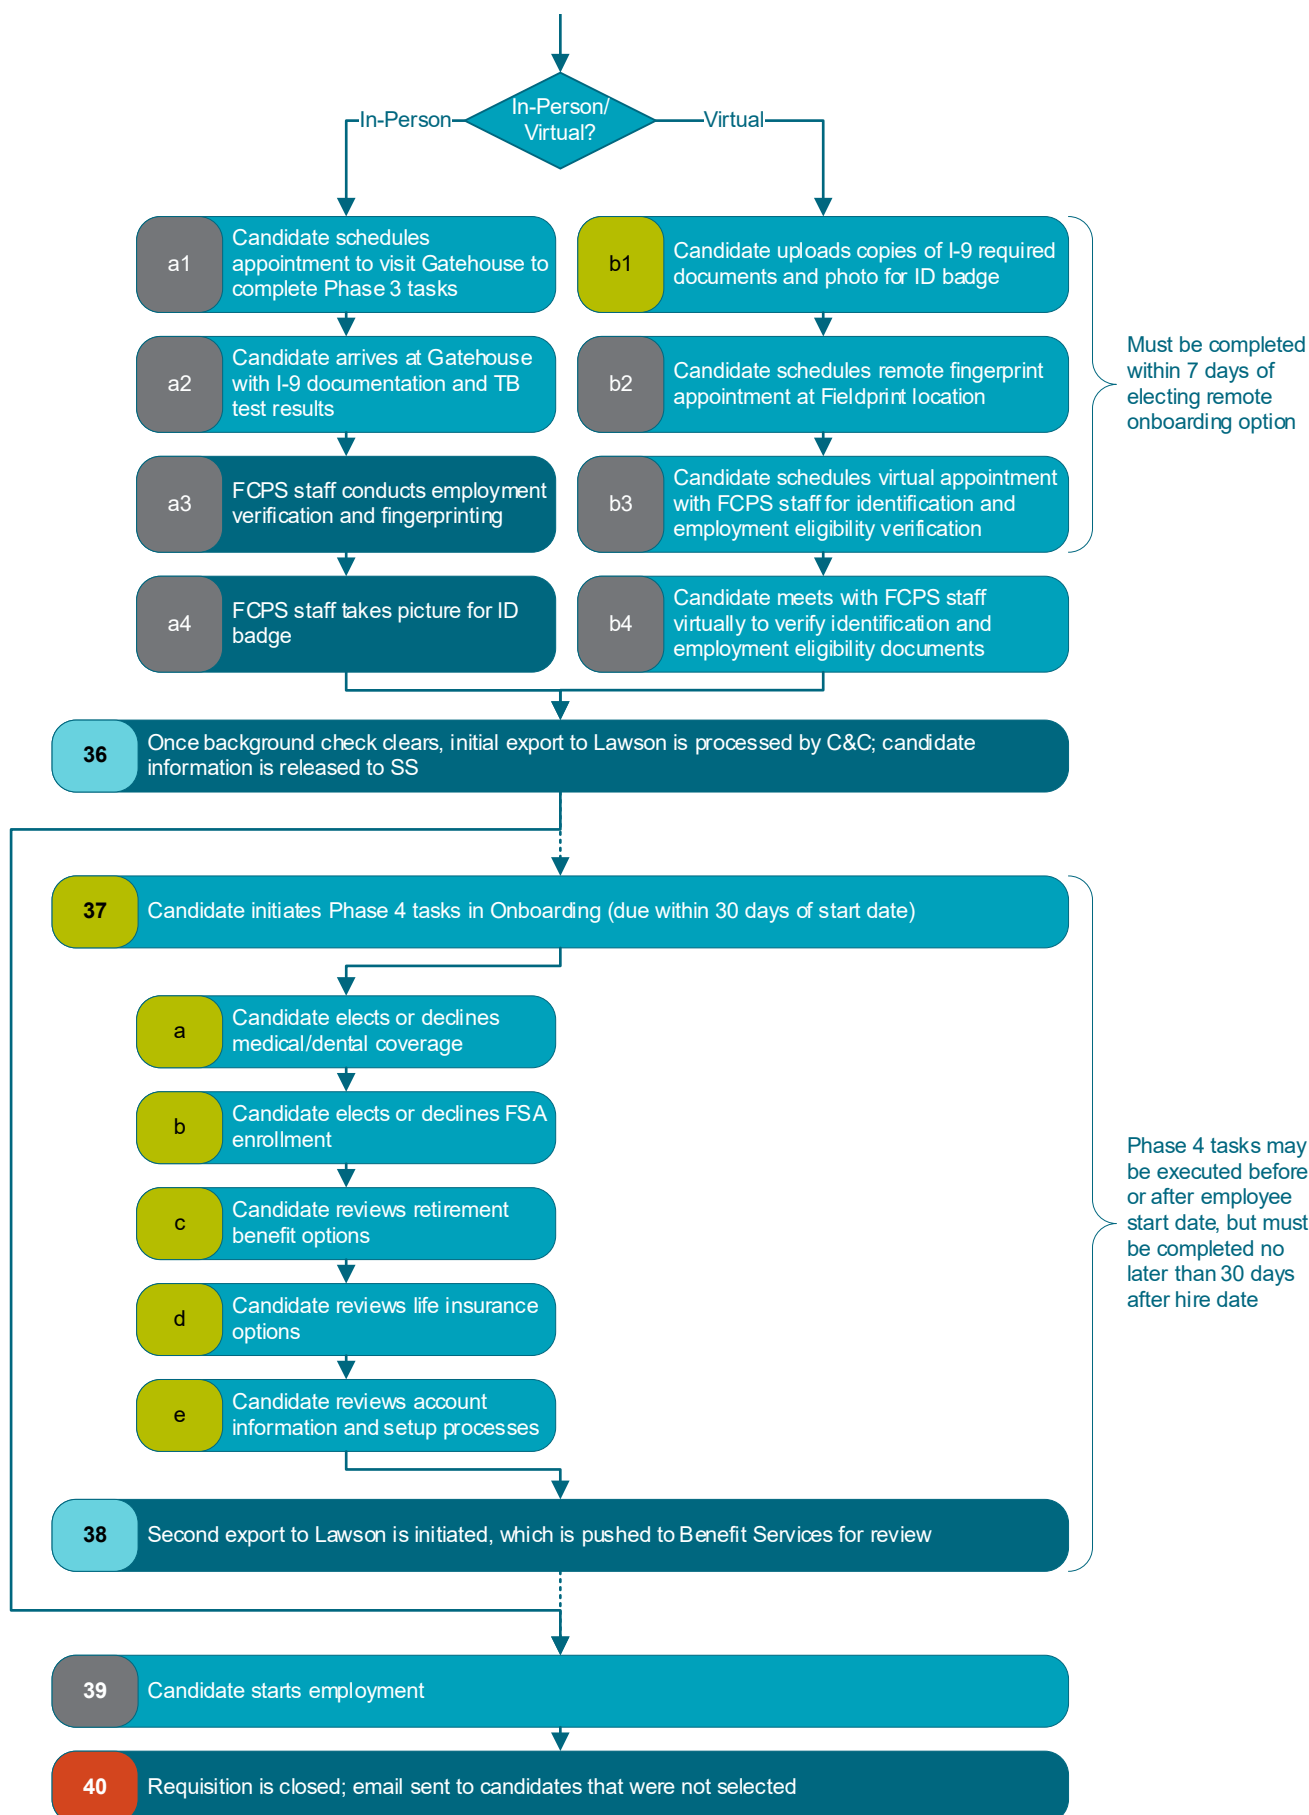 In-Person/
Virtual?
In-Person
Virtual
a1
Candidate schedules
appointment to visit Gatehouse to
complete Phase 3 tasks
b1
Candidate uploads copies of I-9 required
documents and photo for ID badge
a2
Candidate arrives at Gatehouse
with I-9 documentation and TB
test results
b2
Candidate schedules remote fingerprint
appointment at Fieldprint location
Must be completed
within 7 days of
electing remote
onboarding option
a3
FCPS staff conducts employment
verification and fingerprinting
b3
Candidate schedules virtual appointment
with FCPS staff for identification and
employment eligibility verification
a4
FCPS staff takes picture for ID
badge
b4
Candidate meets with FCPS staff
virtually to verify identification and
employment eligibility documents
36
Once background check clears, initial export to Lawson is processed by C&C; candidate
information is released to SS
37
Candidate initiates Phase 4 tasks in Onboarding (due within 30 days of start date)
a
Candidate elects or declines
medical/dental coverage
b
Candidate elects or declines FSA
enrollment
c
Candidate reviews retirement
benefit options
d
Candidate reviews life insurance
options
e
Candidate reviews account
information and setup processes
Phase 4 tasks may
be executed before
or after employee
start date, but must
be completed no
later than 30 days
after hire date
38
Second export to Lawson is initiated, which is pushed to Benefit Services for review
39
Candidate starts employment
40
Requisition is closed; email sent to candidates that were not selected